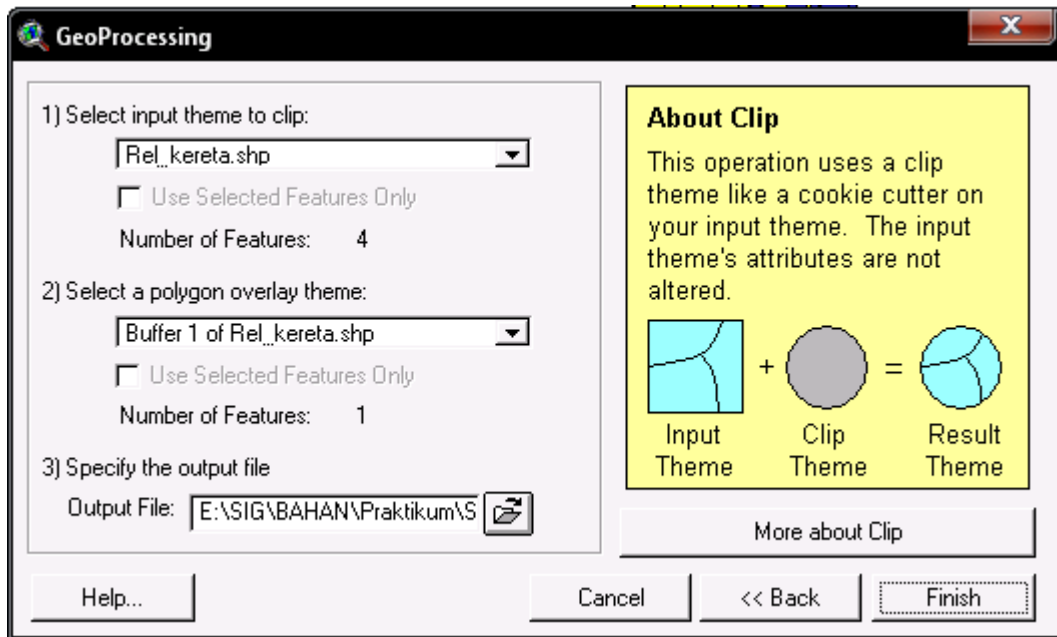 GeoProcessing
X
1) Select input theme to clip:
Rel_kereta.shp
Use Selected Features Only
Number of Features: 4
2) Select a polygon overlay theme:
Buffer 1 of Rel_kereta.shp
Use Selected Features Only
Number of Features: 1
3) Specify the output file
Output File: E:\SIG\BAHAN\Praktikum\S
About Clip
This operation uses a clip
theme like a cookie cutter on
your input theme. The input
theme's attributes are not
altered.
+ =
Input Clip Result
Theme Theme Theme
More about Clip
Help... Cancel << Back Finish